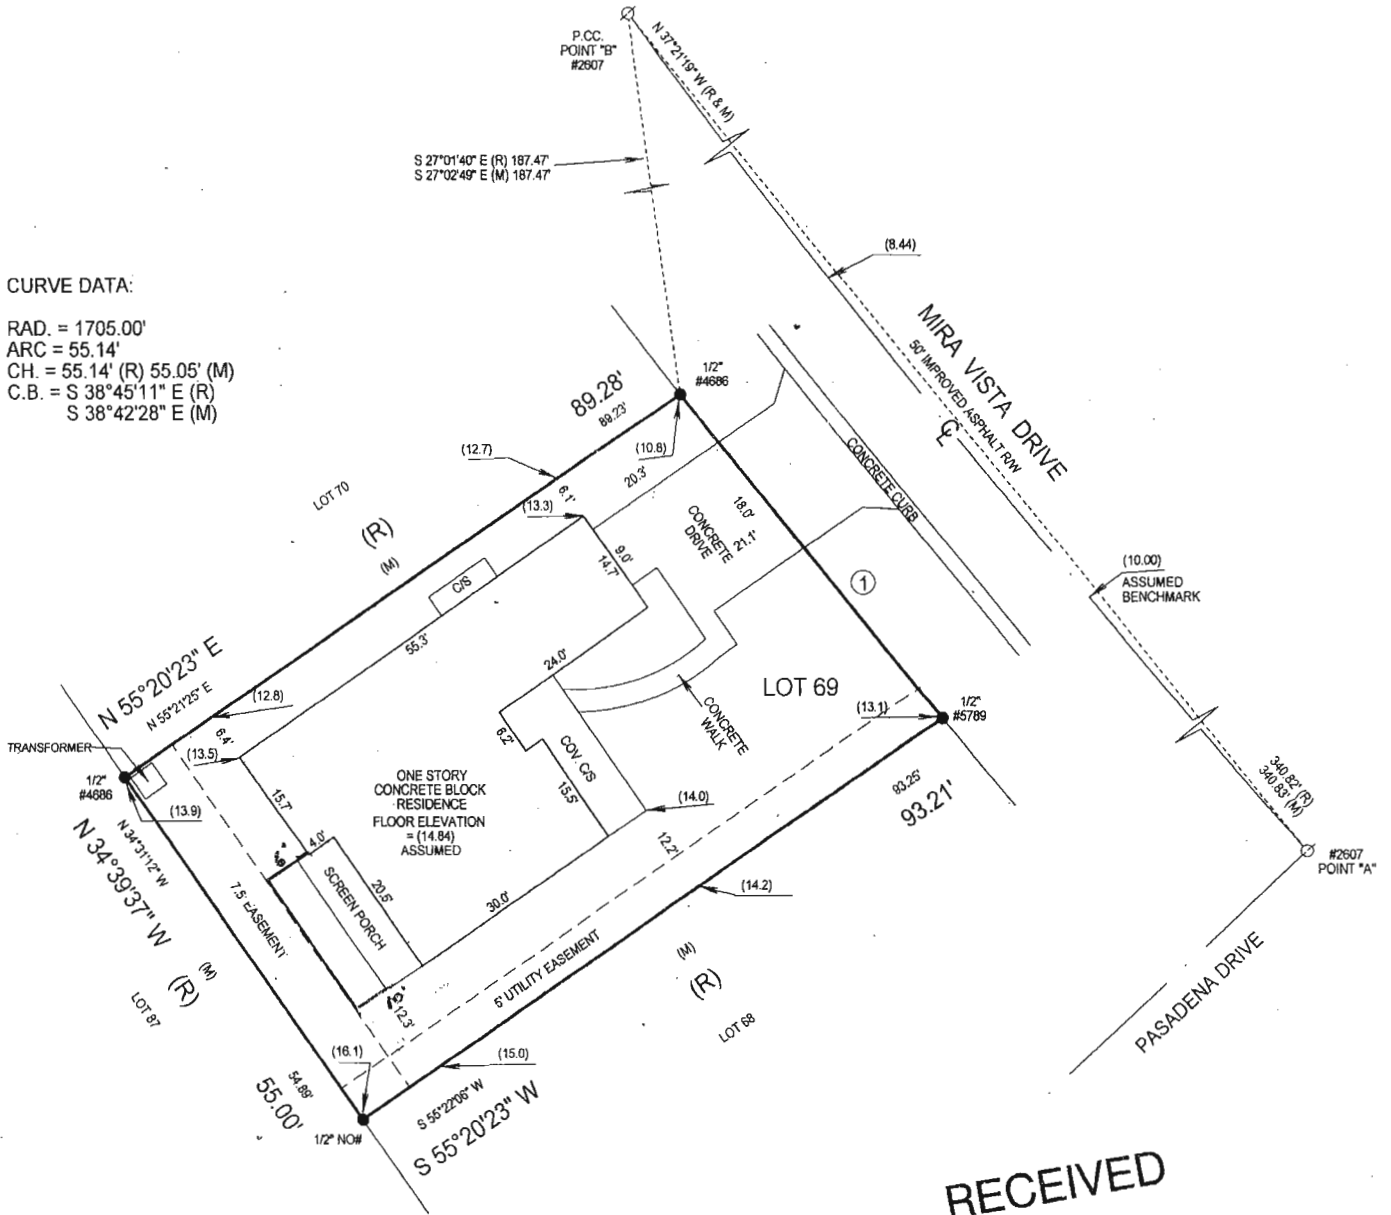 P.CC.
POINT "B"
#2607
N 37°21'19" W (R & M)
S 27°01'40" E (R) 187.47'
S 27°02'49" E (M) 187.47'
(8.44)
CURVE DATA:
RAD. = 1705.00'
ARC = 55.14'
CH. = 55.14' (R) 55.05' (M)
C.B. = S 38°45'11" E (R)
S 38°42'28" E (M)
MIRA VISTA DRIVE
50' IMPROVED ASPHALT R/W
CL
1/2"
#4686
89.28'
89.23'
(10.8)
(12.7)
20.3'
CONCRETE CURB
LOT 70
6.1'
(13.3)
(R)
(M)
CONCRETE
DRIVE
18.0'
21.1'
9.0'
14.7'
C/S
1
(10.00)
ASSUMED
BENCHMARK
55.3'
24.0'
N 55°20'23" E
N 55°21'25" E
(12.8)
LOT 69
(13.1)
1/2"
#5789
CONCRETE
WALK
6.4'
(13.5)
6.2'
COV. C/S
TRANSFORMER
1/2"
#4686
(13.9)
ONE STORY
CONCRETE BLOCK
RESIDENCE
FLOOR ELEVATION
= (14.84)
ASSUMED
15.5'
(14.0)
93.25'
93.21'
340.82' (R)
340.83' (M)
15.7'
N 34°31'12" W
N 34°39'37" W
4.0'
12.2'
#2607
POINT "A"
SCREEN PORCH
20.5'
(14.2)
7.5' EASEMENT
30.0'
(M)
(R)
LOT 87
5' UTILITY EASEMENT
(M)
(R)
LOT 68
PASADENA DRIVE
12.3'
(16.1)
(15.0)
54.89'
55.00'
1/2" NO#
S 55°22'06" W
S 55°20'23" W
RECEIVED